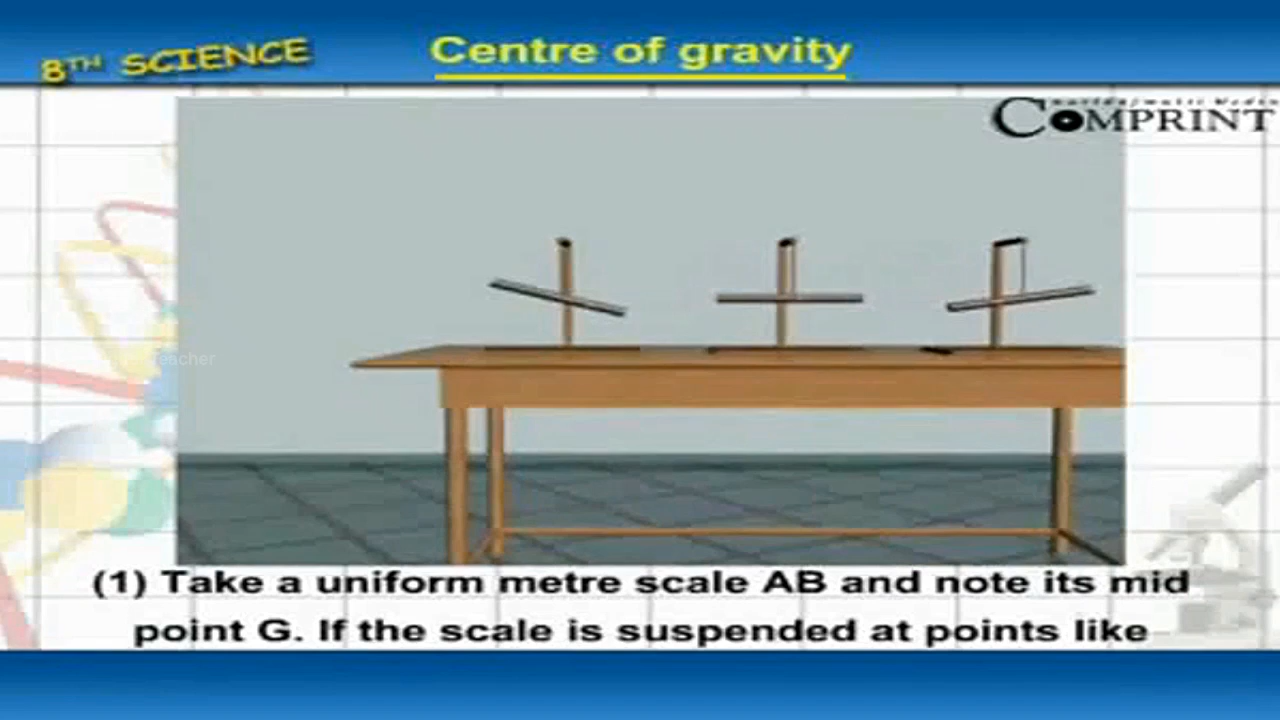 8TH SCIENCE
Centre of gravity
COMPRINT
Teacher
(1) Take a uniform metre scale AB and note its mid
point G. If the scale is suspended at points like